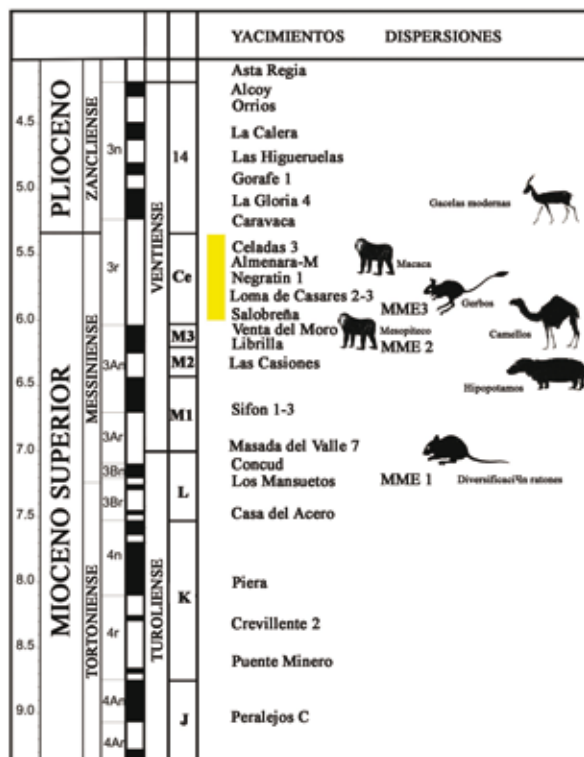 YACIMIENTOS DISPERSIONES
Asta Regia
Alcoy
Orrios
La Calera
Las Higueruelas
Gorafe 1
La Gloria 4
Caravaca
Gacelas modernas
Celadas 3
Almenara-M
Macaca
Negratin 1
Loma de Casares 2-3
MME3
Gerbos
Salobreña
Venta del Moro
Mesopiteco
Librilla
MME 2
Camellos
Las Casiones
Hipopotamos
Sifon 1-3
Masada del Valle 7
Concud
Los Mansuetos
MME 1
Diversificaciºln ratones
Casa del Acero
Piera
Crevillente 2
Puente Minero
Peralejos C
4.5
5.0
5.5
6.0
6.5
7.0
7.5
8.0
8.5
9.0
PLIOCENO
MIOCENO SUPERIOR
ZANCLIENSE
MESSINIENSE
TORTONIENSE
3n
3r
3An
3Ar
3Bn
3Br
4n
4r
4An
4Ar
VENTIENSE
TUROLIENSE
14
Ce
M3
M2
M1
L
K
J